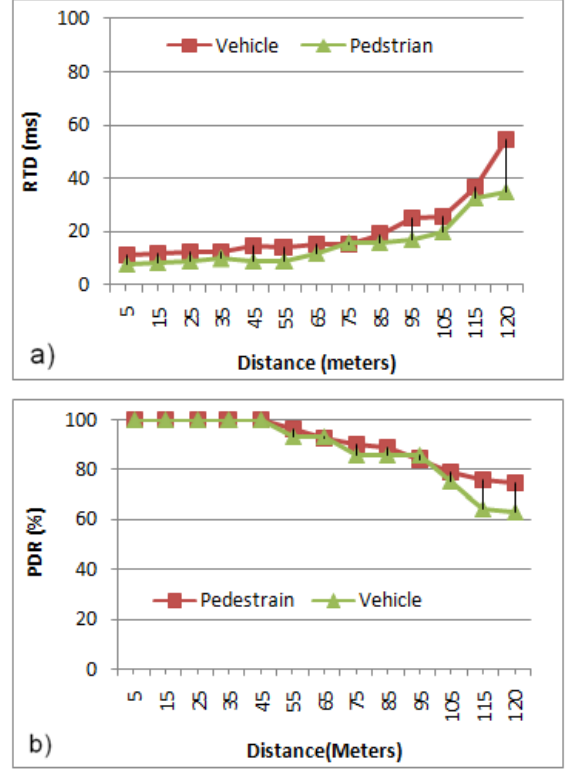 100
80
60
40
20
0
RTD (ms)
Vehicle Pedstrian
5 15 25 35 45 55 65 75 85 95 105 115 120
a)
Distance (meters)
100
80
60
40
20
0
PDR (%)
Pedestrain Vehicle
5 15 25 35 45 55 65 75 85 95 105 115 120
b)
Distance(Meters)